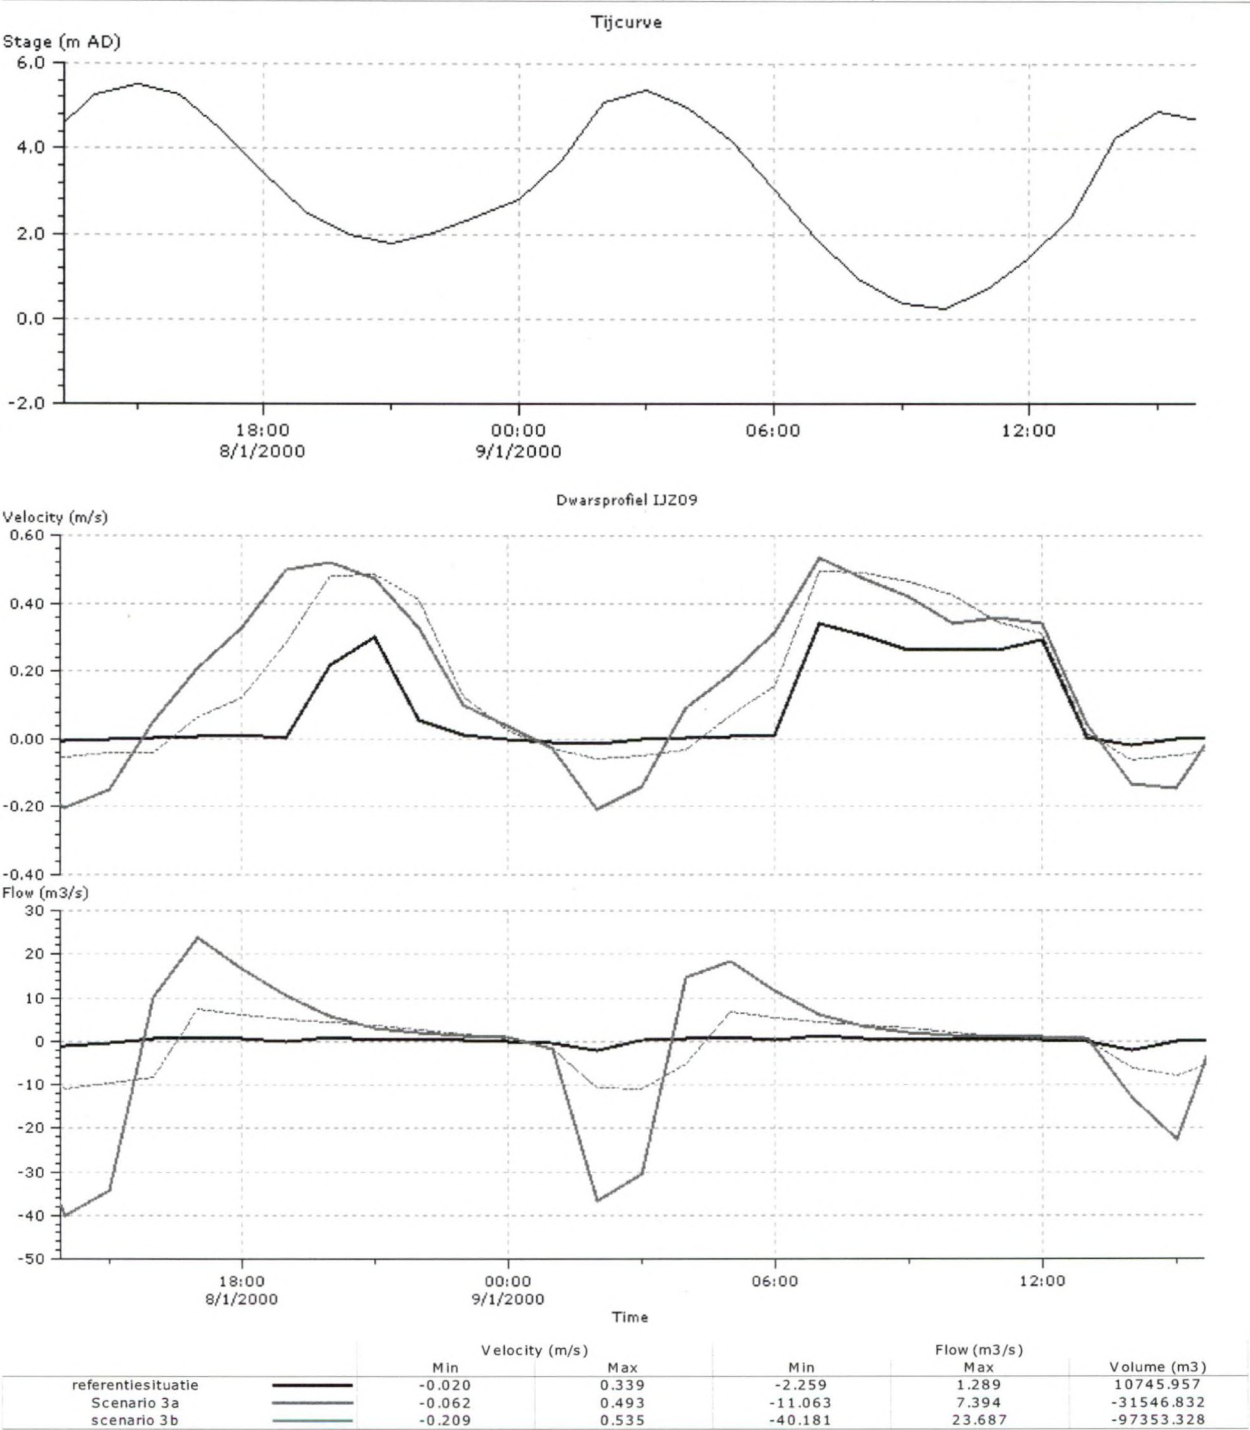 Tijcurve
Stage (m AD)
6.0
4.0
2.0
0.0
-2.0
18:00 00:00 06:00 12:00
8/1/2000 9/1/2000
Dwarsprofiel IJZ09
Velocity (m/s)
0.60
0.40
0.20
0.00
-0.20
-0.40
Flow (m3/s)
30
20
10
0
-10
-20
-30
-40
-50
18:00 00:00 06:00 12:00
8/1/2000 9/1/2000
Time
Velocity (m/s) Flow (m3/s)
Min Max Min Max Volume (m3)
referentiesituatie -0.020 0.339 -2.259 1.289 10745.957
Scenario 3a -0.062 0.493 -11.063 7.394 -31546.832
scenario 3b -0.209 0.535 -40.181 23.687 -97353.328